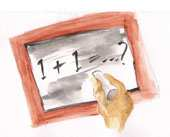 1 + 1 = ...?